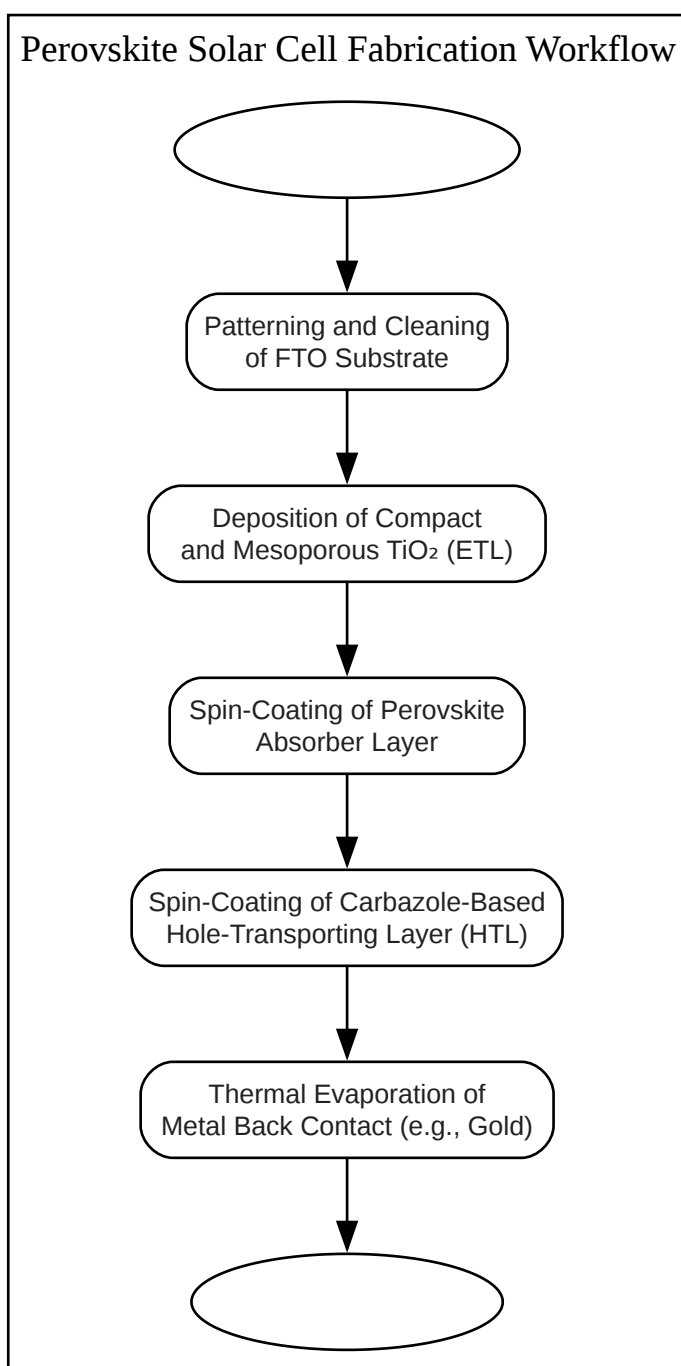 Perovskite Solar Cell Fabrication Workflow
Patterning and Cleaning
of FTO Substrate
Deposition of Compact
and Mesoporous TiO₂ (ETL)
Spin-Coating of Perovskite
Absorber Layer
Spin-Coating of Carbazole-Based
Hole-Transporting Layer (HTL)
Thermal Evaporation of
Metal Back Contact (e.g., Gold)